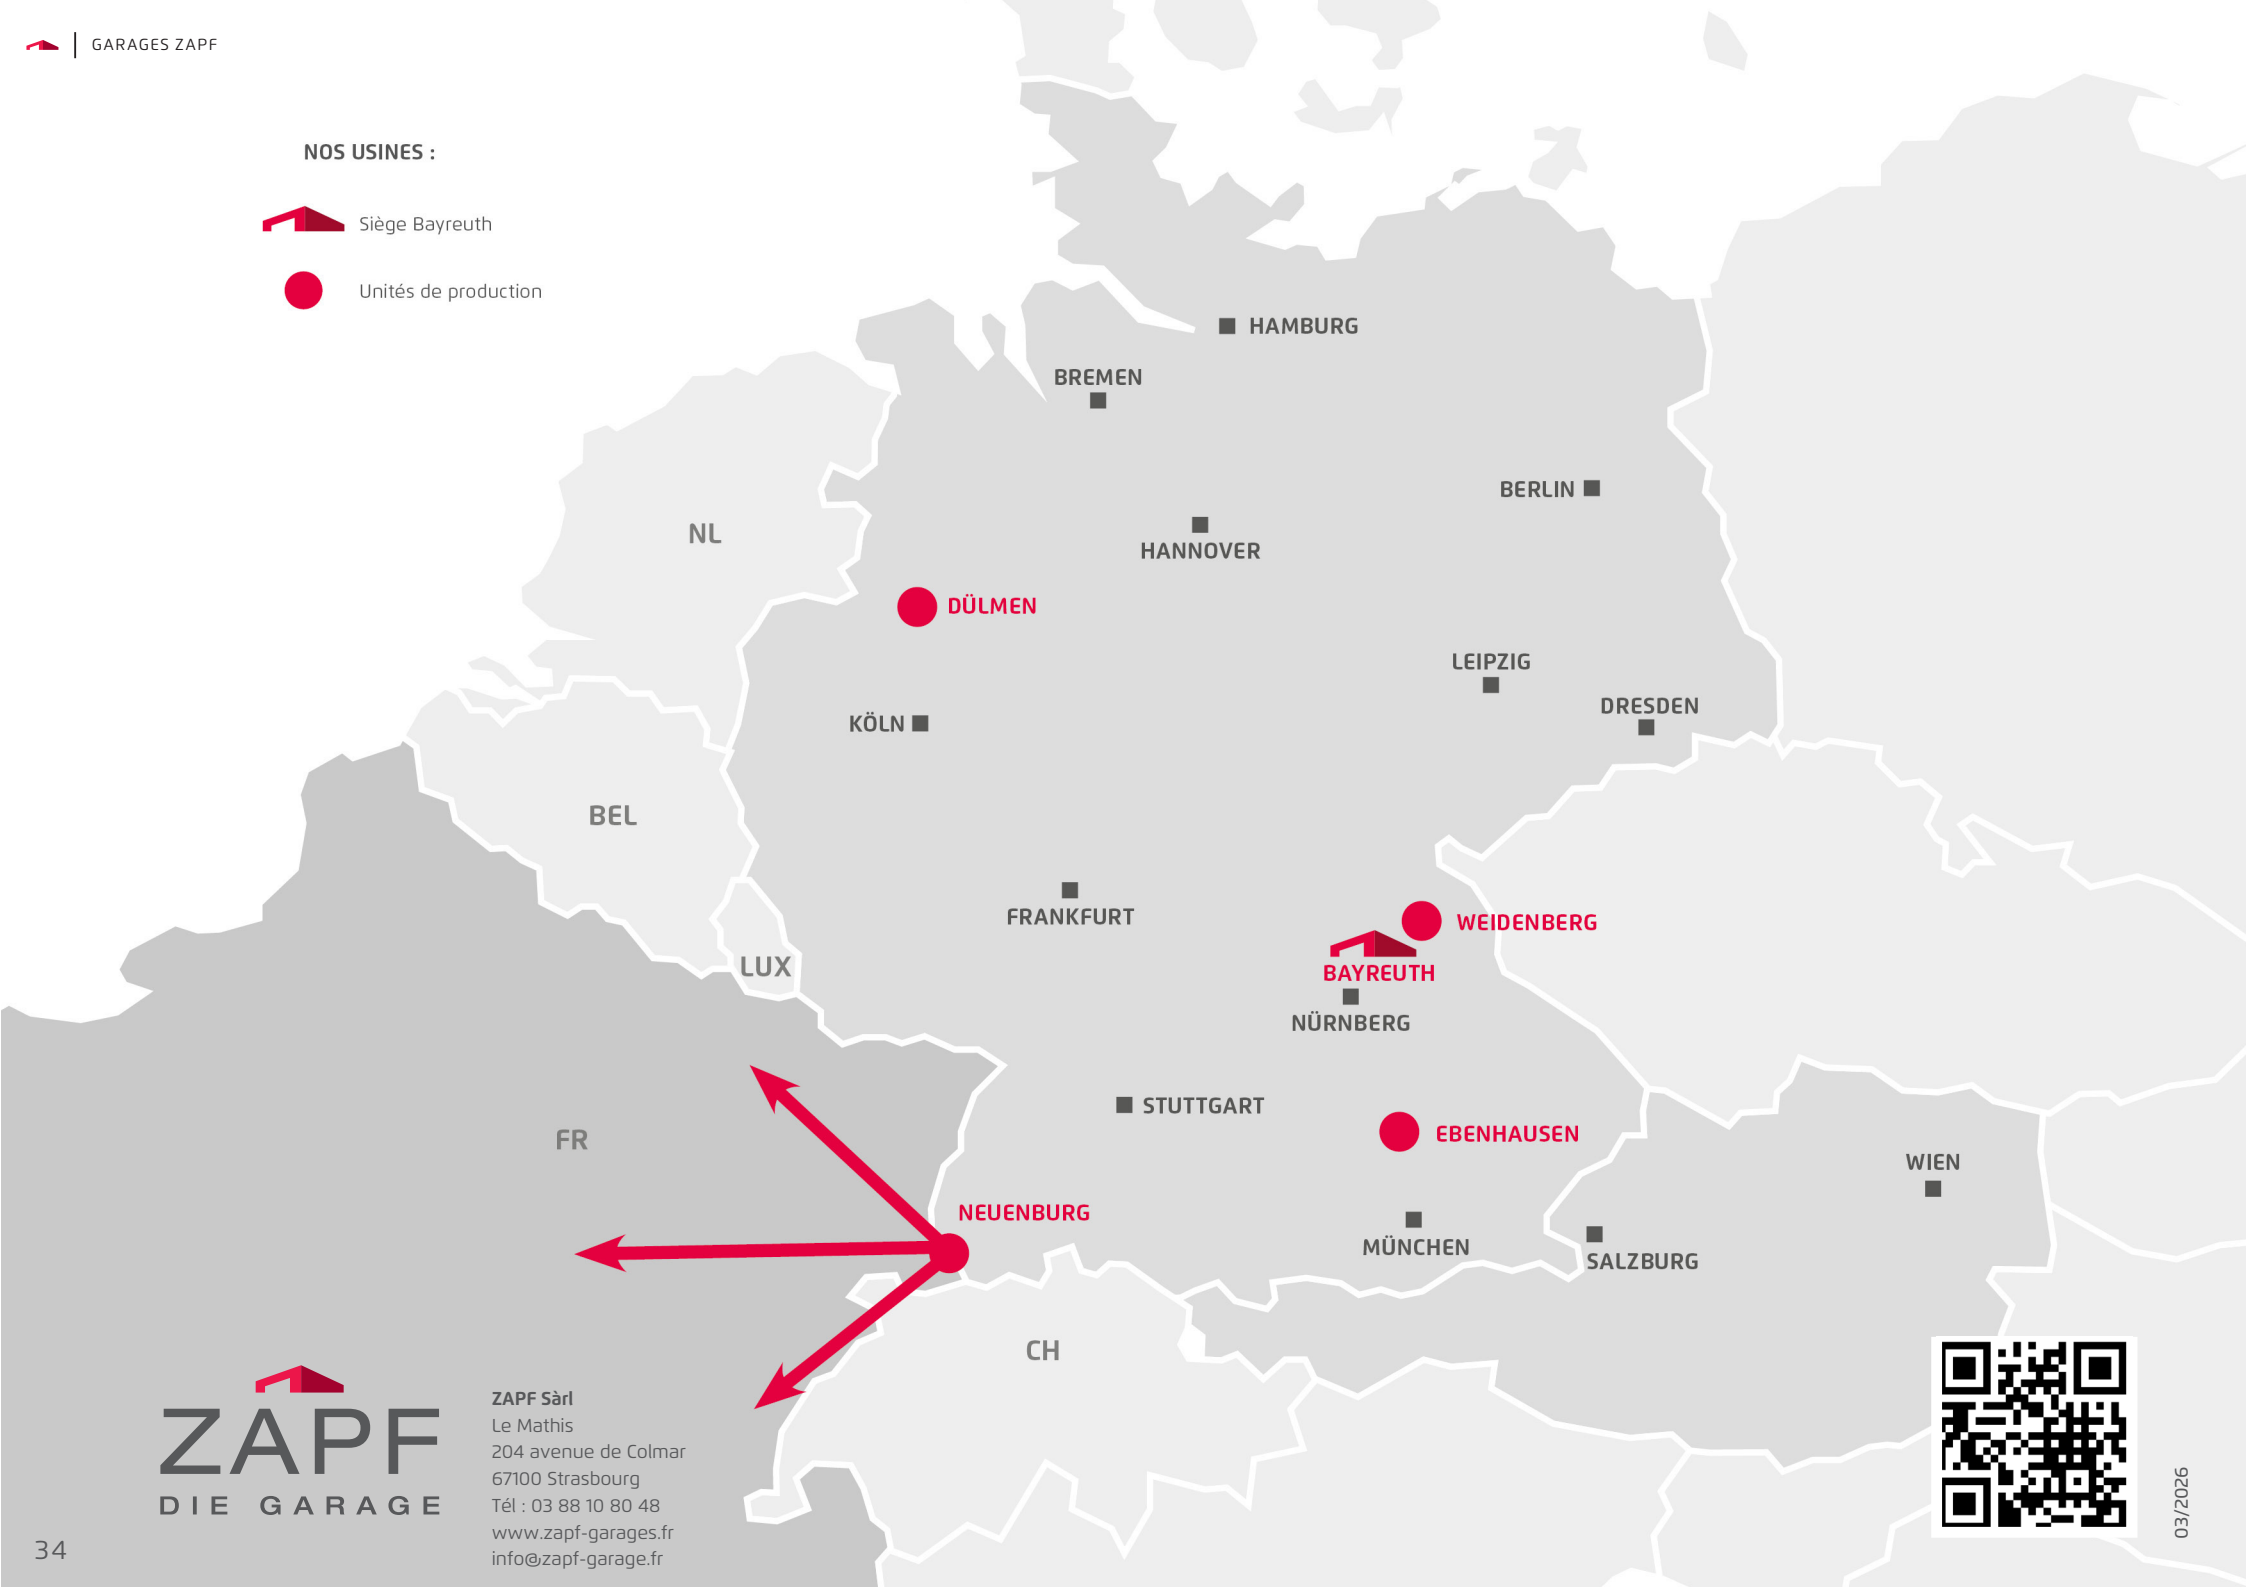 GARAGES ZAPF
NOS USINES :
Siège Bayreuth
Unités de production
HAMBURG
BREMEN
BERLIN
NL
HANNOVER
DÜLMEN
LEIPZIG
DRESDEN
KÖLN
BEL
FRANKFURT
WEIDENBERG
LUX
BAYREUTH
NÜRNBERG
STUTTGART
FR
EBENHAUSEN
WIEN
NEUENBURG
MÜNCHEN
SALZBURG
CH
ZAPF
DIE GARAGE
ZAPF Sàrl
Le Mathis
204 avenue de Colmar
67100 Strasbourg
Tél : 03 88 10 80 48
www.zapf-garages.fr
info@zapf-garage.fr
03/2026
34